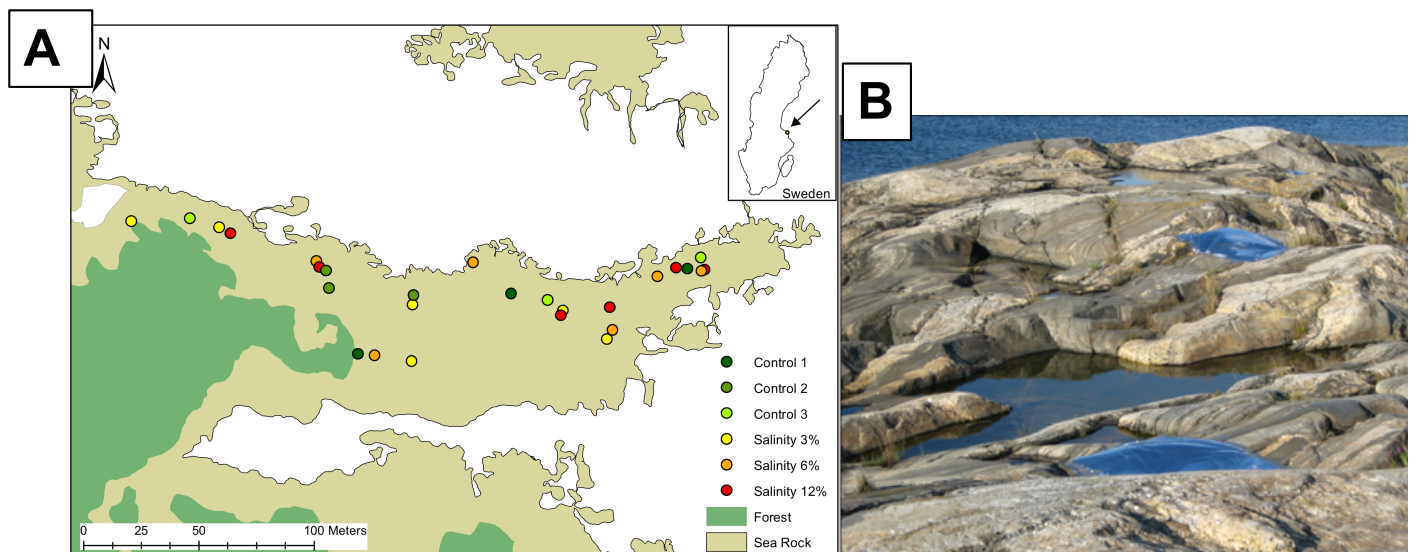 A
N
Sweden
B
Control 1
Control 2
Control 3
Salinity 3%
Salinity 6%
Salinity 12%
Forest
Sea Rock
0 25 50 100 Meters